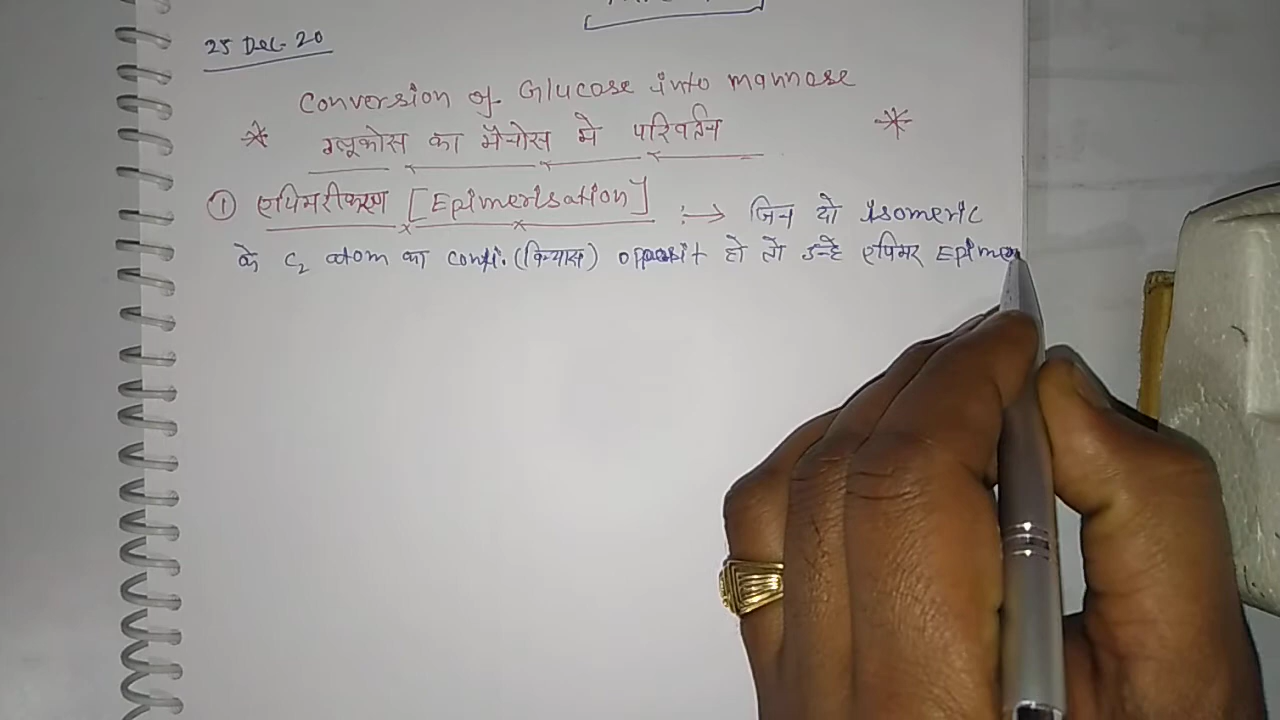 25 Dec-20
Conversion of Glucose into mannose
* ग्लूकोस का मैनोस मे परिवर्तन *
① एपिमरीकरण [Epimerisation] :→ जिन दो isomeric
के C₂ atom का confi. (विन्यास) opposit हो तो उन्हे एपिमर Epimer